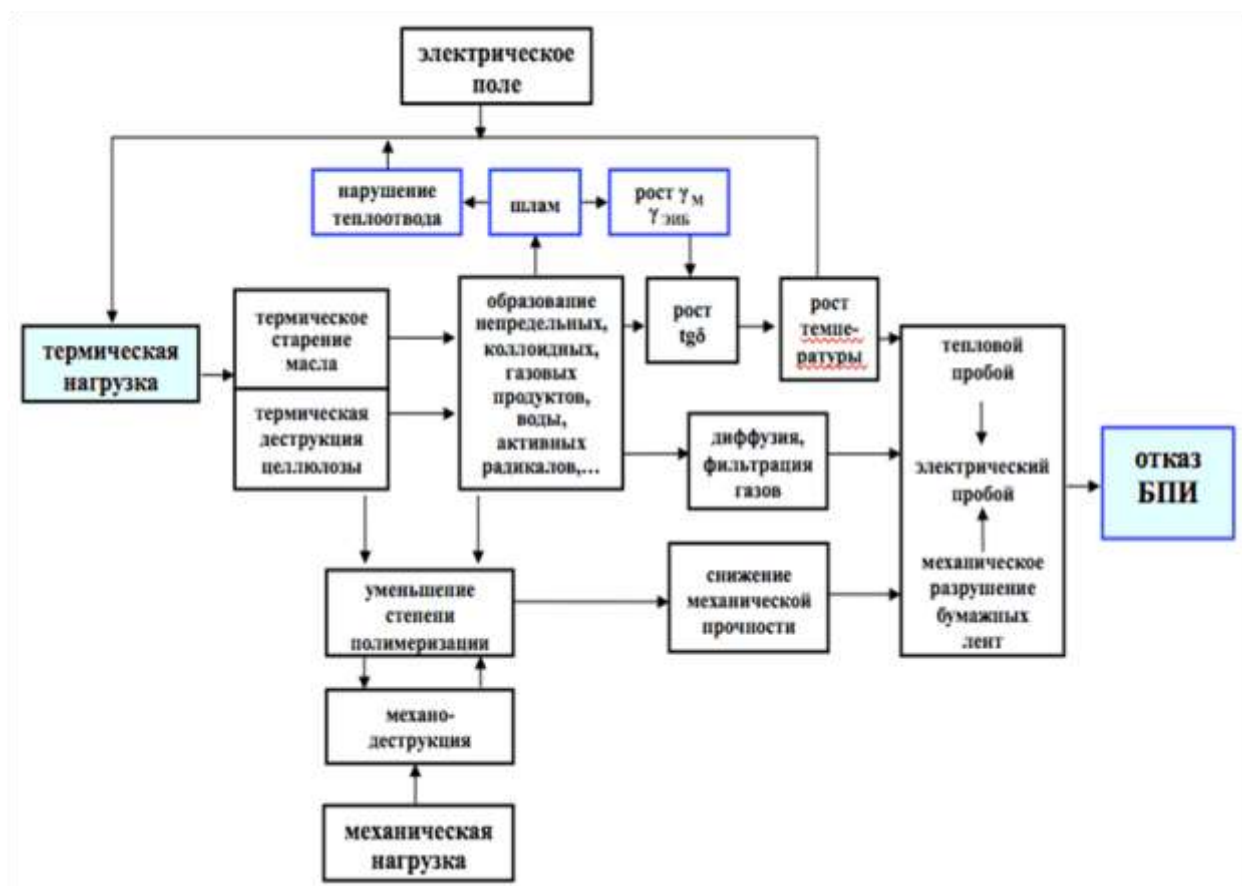 электрическое
поле
нарушение
теплоотвода
шлам
рост γ М
γ ЭИБ
термическая
нагрузка
термическое
старение
масла
термическая
деструкция
целлюлозы
образование
непредельных,
коллоидных,
газовых
продуктов,
воды,
активных
радикалов,...
рост
tgδ
рост
темпе-
ратуры
диффузия,
фильтрация
газов
тепловой
пробой
электрический
пробой
механическое
разрушение
бумажных
лент
отказ
БПИ
уменьшение
степени
полимеризации
снижение
механической
прочности
механо-
деструкция
механическая
нагрузка